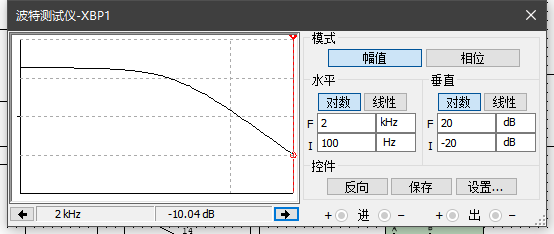 波特测试仪-XBP1
模式
幅值 相位
水平 垂直
对数 线性 对数 线性
F 2 kHz F 20 dB
I 100 Hz I -20 dB
控件
反向 保存 设置...
2 kHz -10.04 dB
+ 进 - + 出 -
14